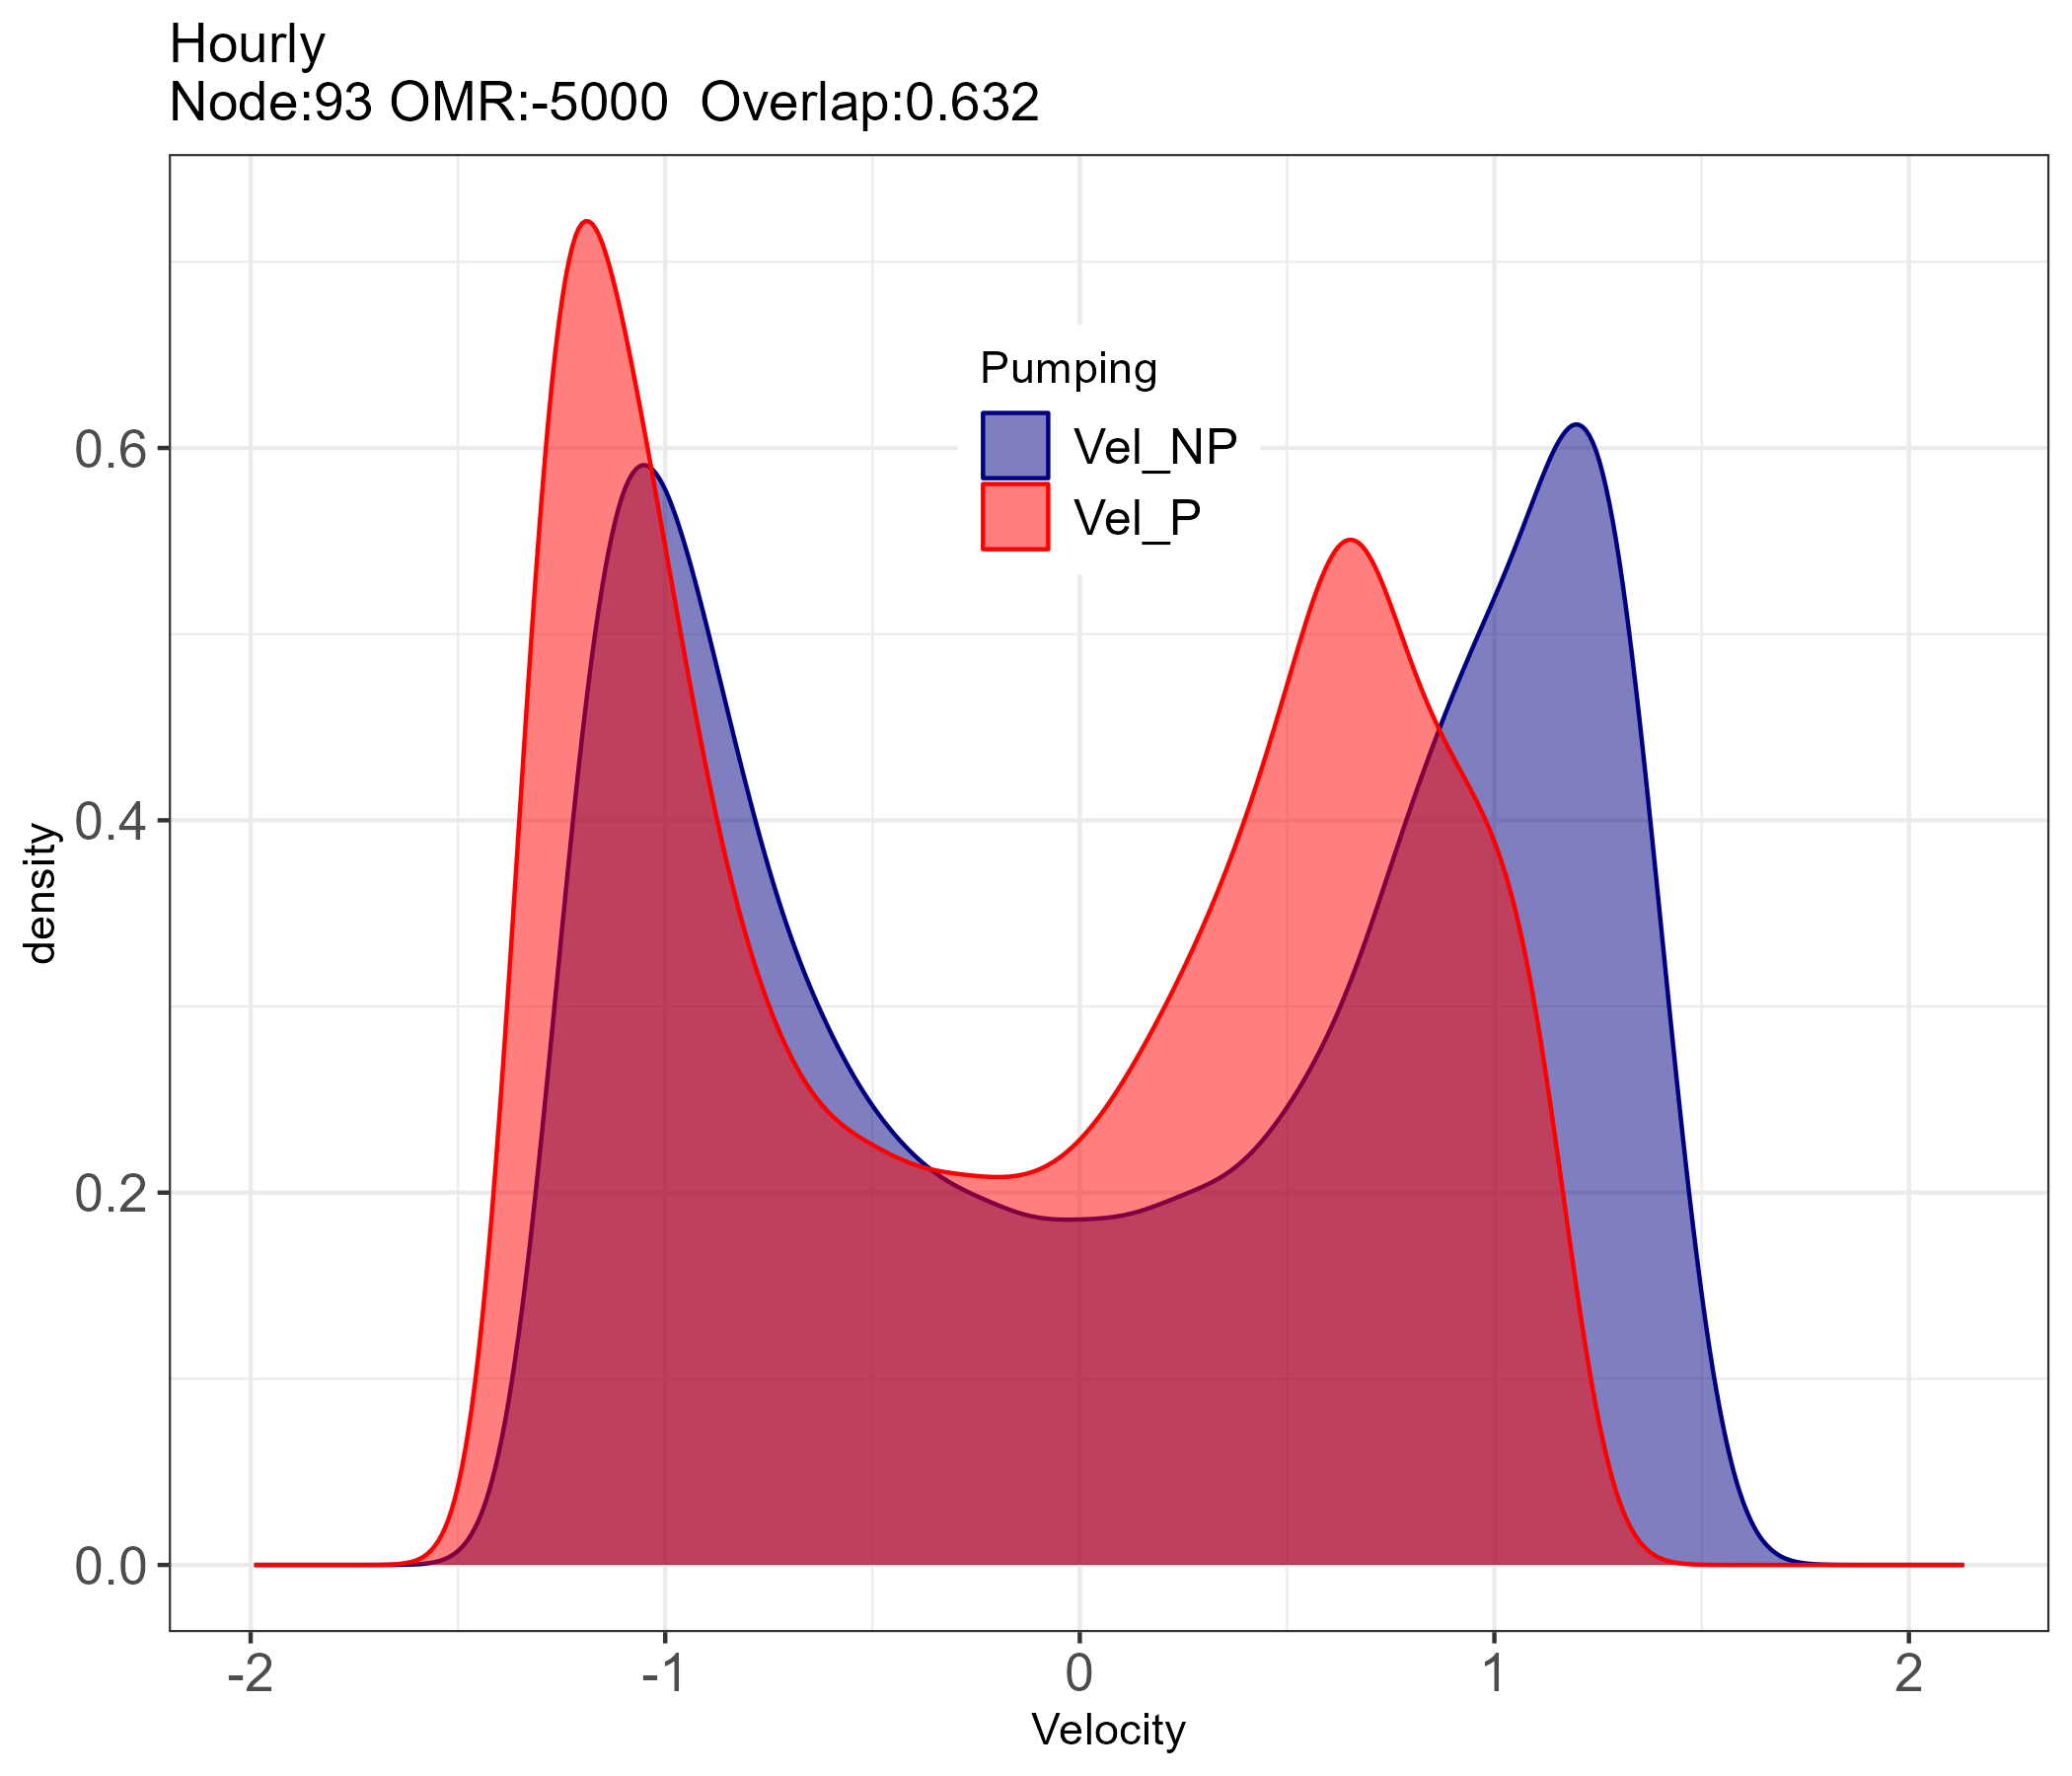 Hourly
Node:93 OMR:-5000  Overlap:0.632
Pumping
Vel_NP
Vel_P
density
0.6
0.4
0.2
0.0
-2
-1
0
1
2
Velocity